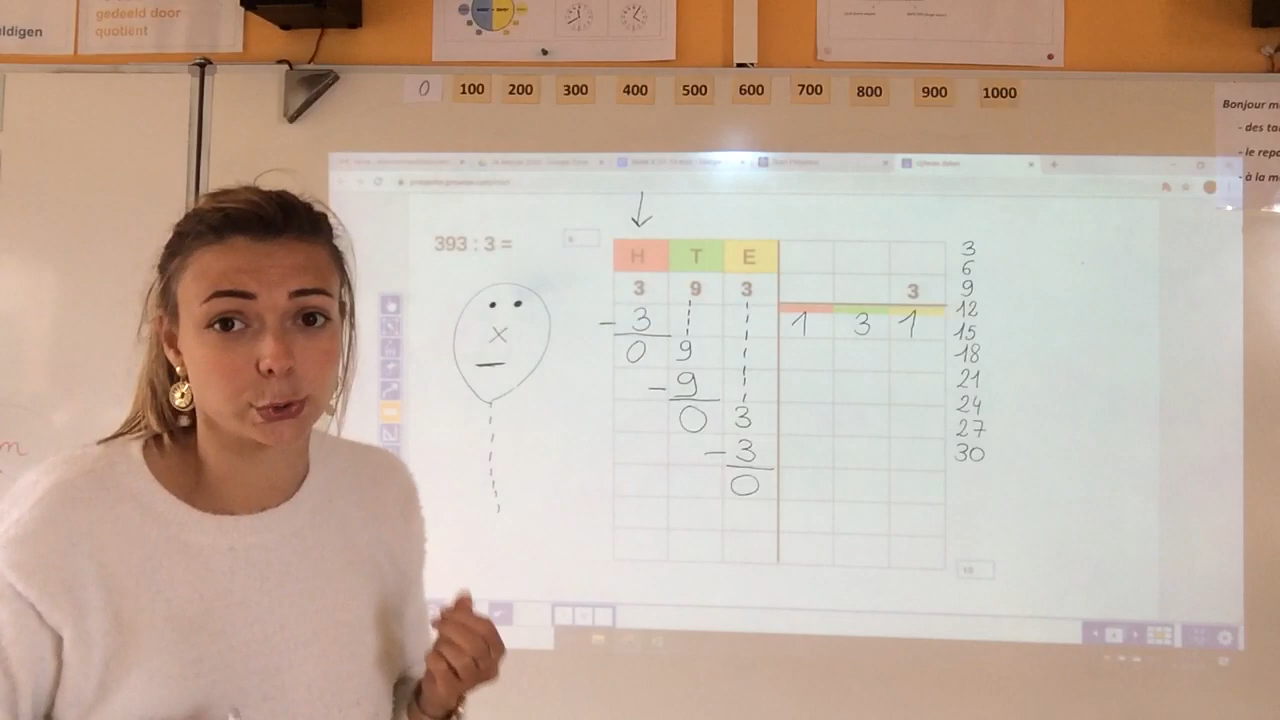 ldigen
gedeeld door
quotiënt
0 100 200 300 400 500 600 700 800 900 1000
Bonjour m
- des ta
- le repo
- à la m
393 : 3 =
H T E
3 9 3 3
- 3 1 3 1
0 9
- 9
0 3
- 3
0
3
6
9
12
15
18
21
24
27
30
m